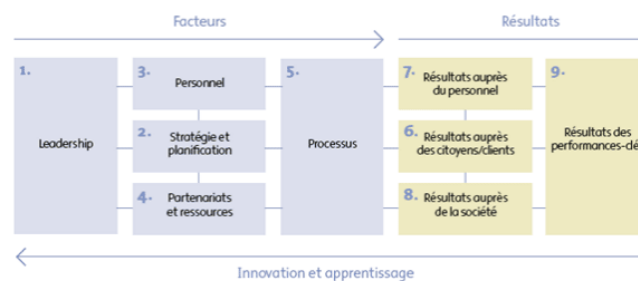 Facteurs
Résultats
1.
Leadership
3.
Personnel
2.
Stratégie et
planification
4.
Partenariats
et ressources
5.
Processus
7.
Résultats auprès
du personnel
6.
Résultats auprès
des citoyens/clients
8.
Résultats auprès
de la société
9.
Résultats des
performances-clé
Innovation et apprentissage